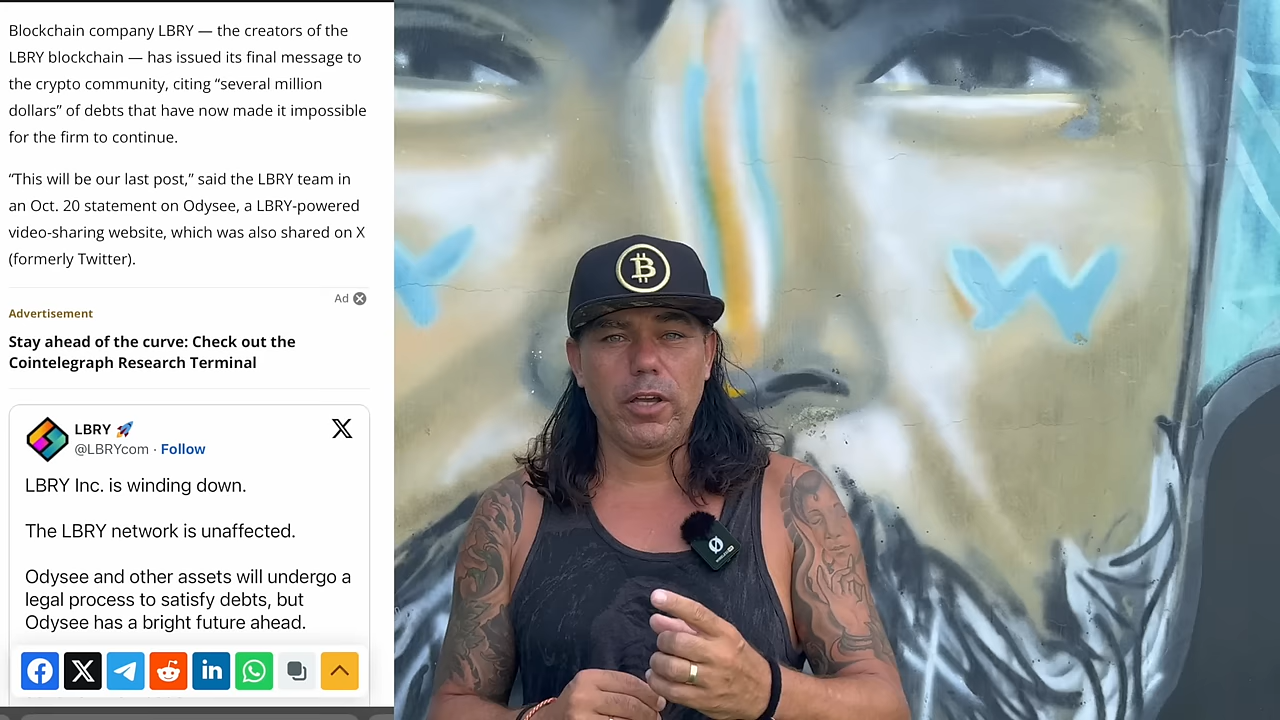 Blockchain company LBRY — the creators of the
LBRY blockchain — has issued its final message to
the crypto community, citing “several million
dollars” of debts that have now made it impossible
for the firm to continue.
“This will be our last post,” said the LBRY team in
an Oct. 20 statement on Odysee, a LBRY-powered
video-sharing website, which was also shared on X
(formerly Twitter).
Ad
Advertisement
Stay ahead of the curve: Check out the
Cointelegraph Research Terminal
LBRY 🚀
@LBRYcom · Follow
LBRY Inc. is winding down.
The LBRY network is unaffected.
Odysee and other assets will undergo a
legal process to satisfy debts, but
Odysee has a bright future ahead.